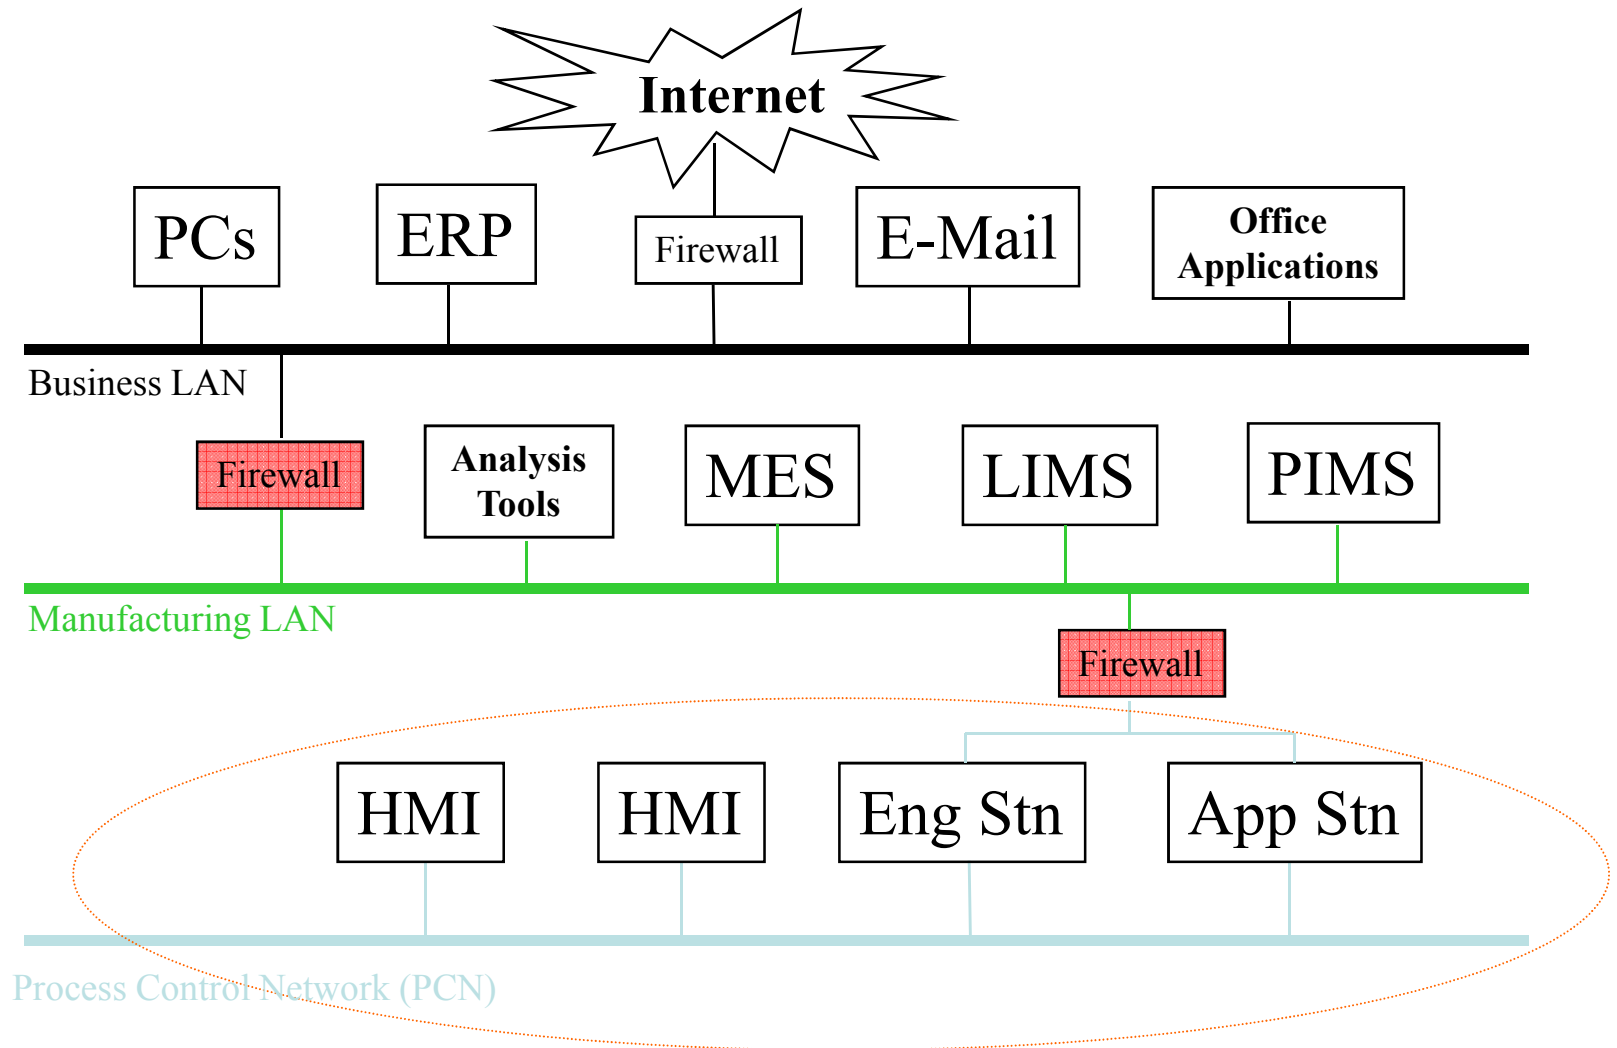 Internet
PCs
ERP
Firewall
E-Mail
Office
Applications
Business LAN
Firewall
Analysis
Tools
MES
LIMS
PIMS
Manufacturing LAN
Firewall
HMI
HMI
Eng Stn
App Stn
Process Control Network (PCN)